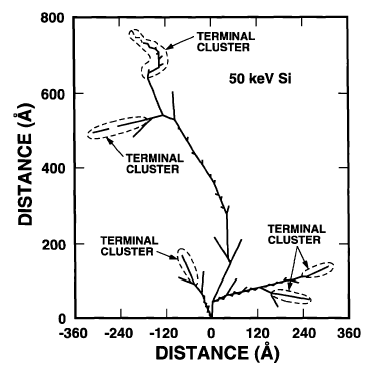 800
600
400
200
0
DISTANCE (Å)
TERMINAL
CLUSTER
50 keV Si
TERMINAL
CLUSTER
TERMINAL
CLUSTER
TERMINAL
CLUSTER
-360 -240 -120 0 120 240 360
DISTANCE (Å)